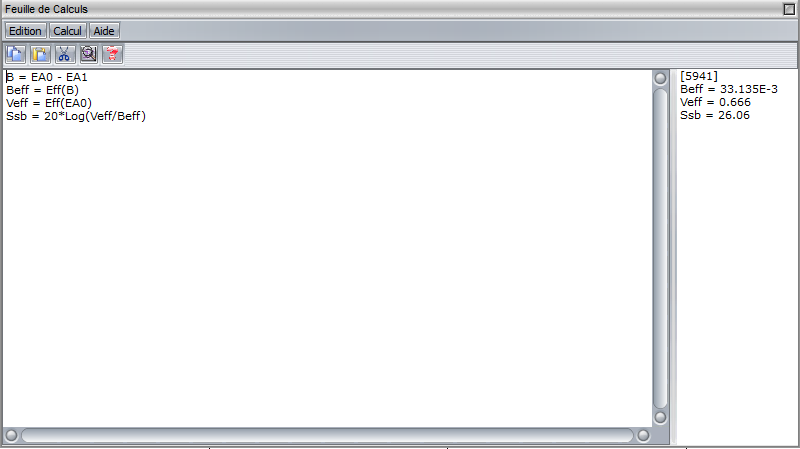 Feuille de Calculs
Edition Calcul Aide
B = EA0 - EA1
Beff = Eff(B)
Veff = Eff(EA0)
Ssb = 20*Log(Veff/Beff)
[5941]
Beff = 33.135E-3
Veff = 0.666
Ssb = 26.06